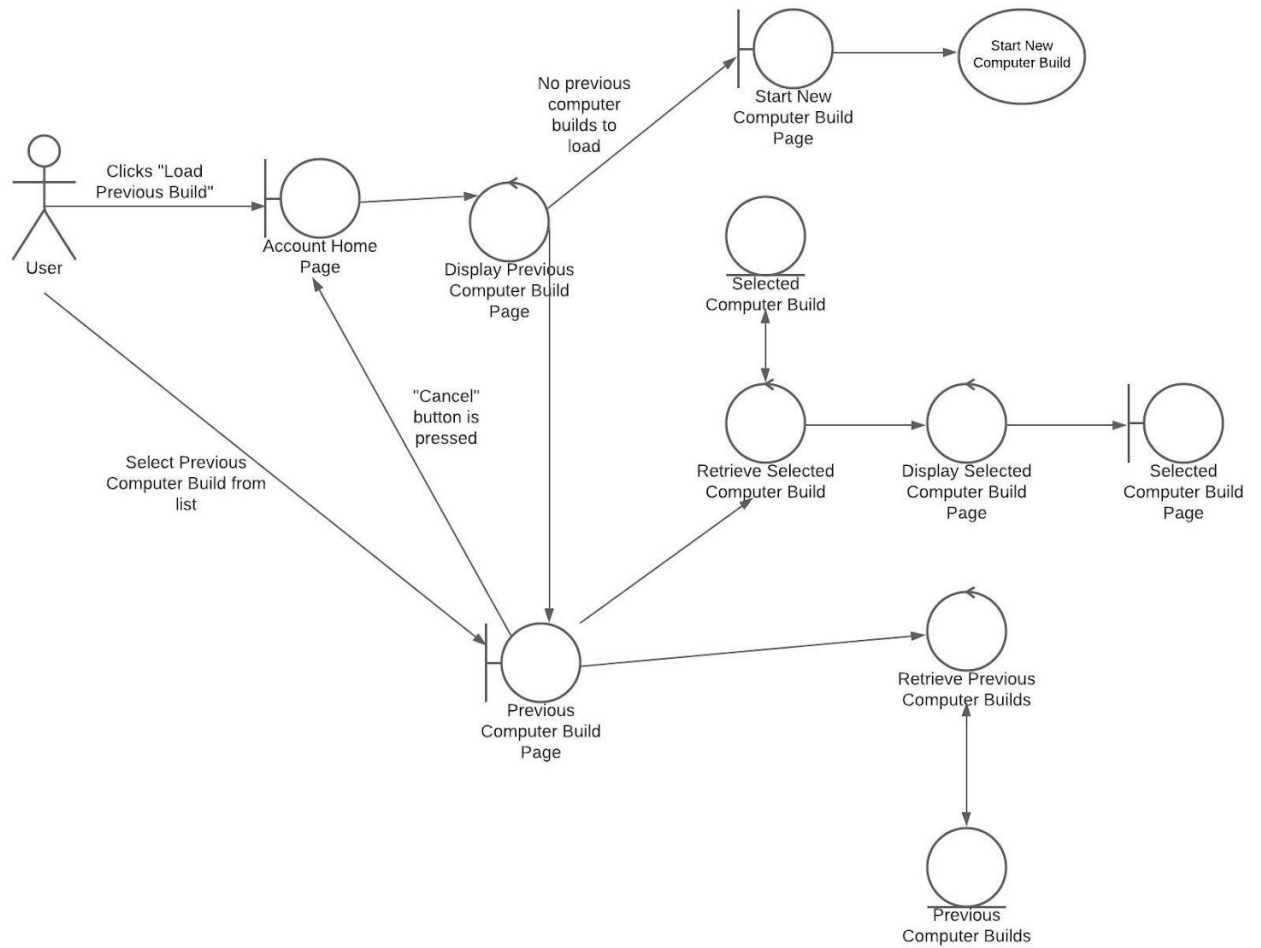 Start New
Computer Build
Start New
Computer Build
Page
No previous
computer
builds to
load
Clicks "Load
Previous Build"
User
Account Home
Page
Display Previous
Computer Build
Page
Selected
Computer Build
"Cancel"
button is
pressed
Select Previous
Computer Build from
list
Retrieve Selected
Computer Build
Display Selected
Computer Build
Page
Selected
Computer Build
Page
Previous
Computer Build
Page
Retrieve Previous
Computer Builds
Previous
Computer Builds